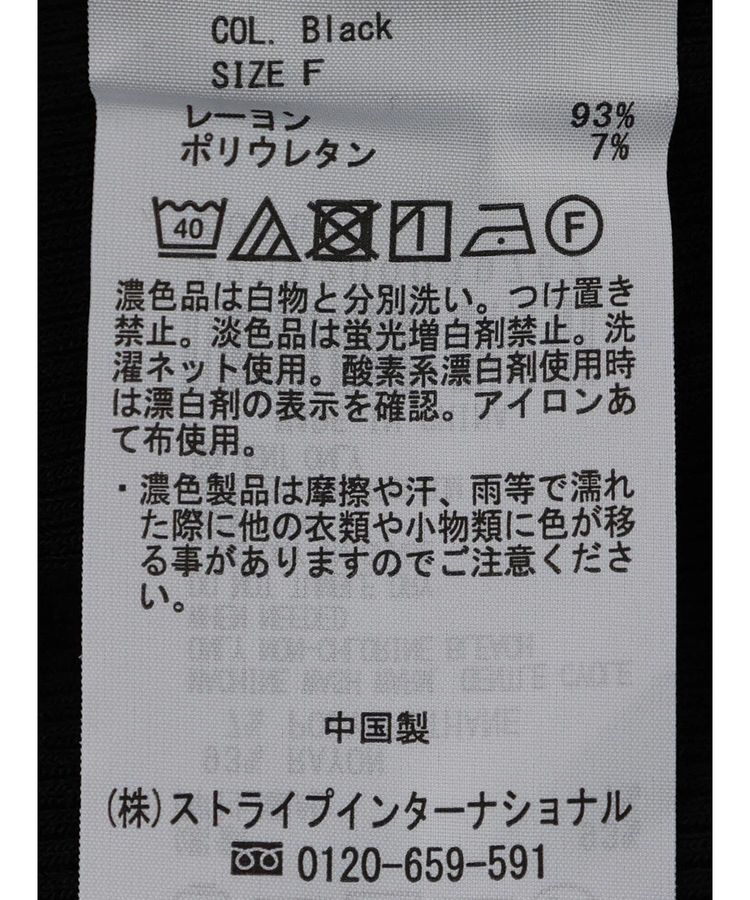 COL. Black
SIZE F
レーヨン 93%
ポリウレタン 7%
40 F
濃色品は白物と分別洗い。つけ置き
禁止。淡色品は蛍光増白剤禁止。洗
濯ネット使用。酸素系漂白剤使用時
は漂白剤の表示を確認。アイロンあ
て布使用。
・濃色製品は摩擦や汗、雨等で濡れ
た際に他の衣類や小物類に色が移
る事がありますのでご注意くださ
い。
中国製
(株)ストライプインターナショナル
0120-659-591